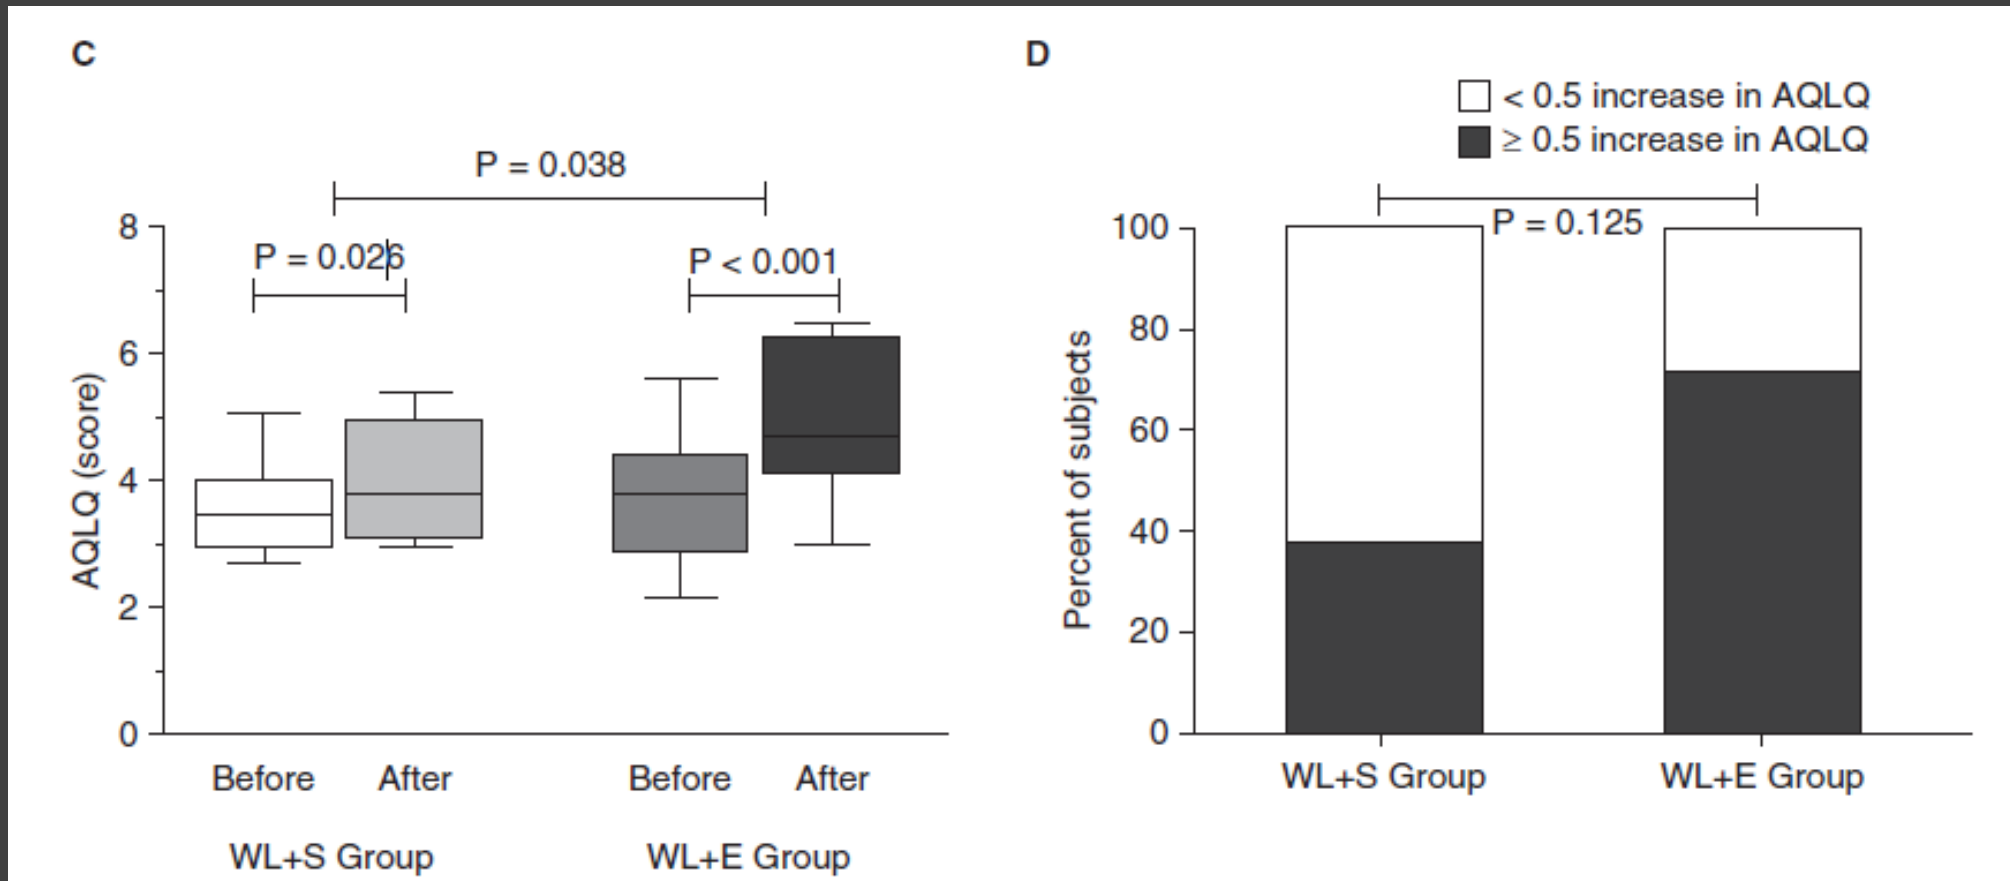 C
P = 0.038
P = 0.026
P < 0.001
AQLQ (score)
8
6
4
2
0
Before After Before After
WL+S Group WL+E Group
D
< 0.5 increase in AQLQ
≥ 0.5 increase in AQLQ
P = 0.125
Percent of subjects
100
80
60
40
20
0
WL+S Group WL+E Group